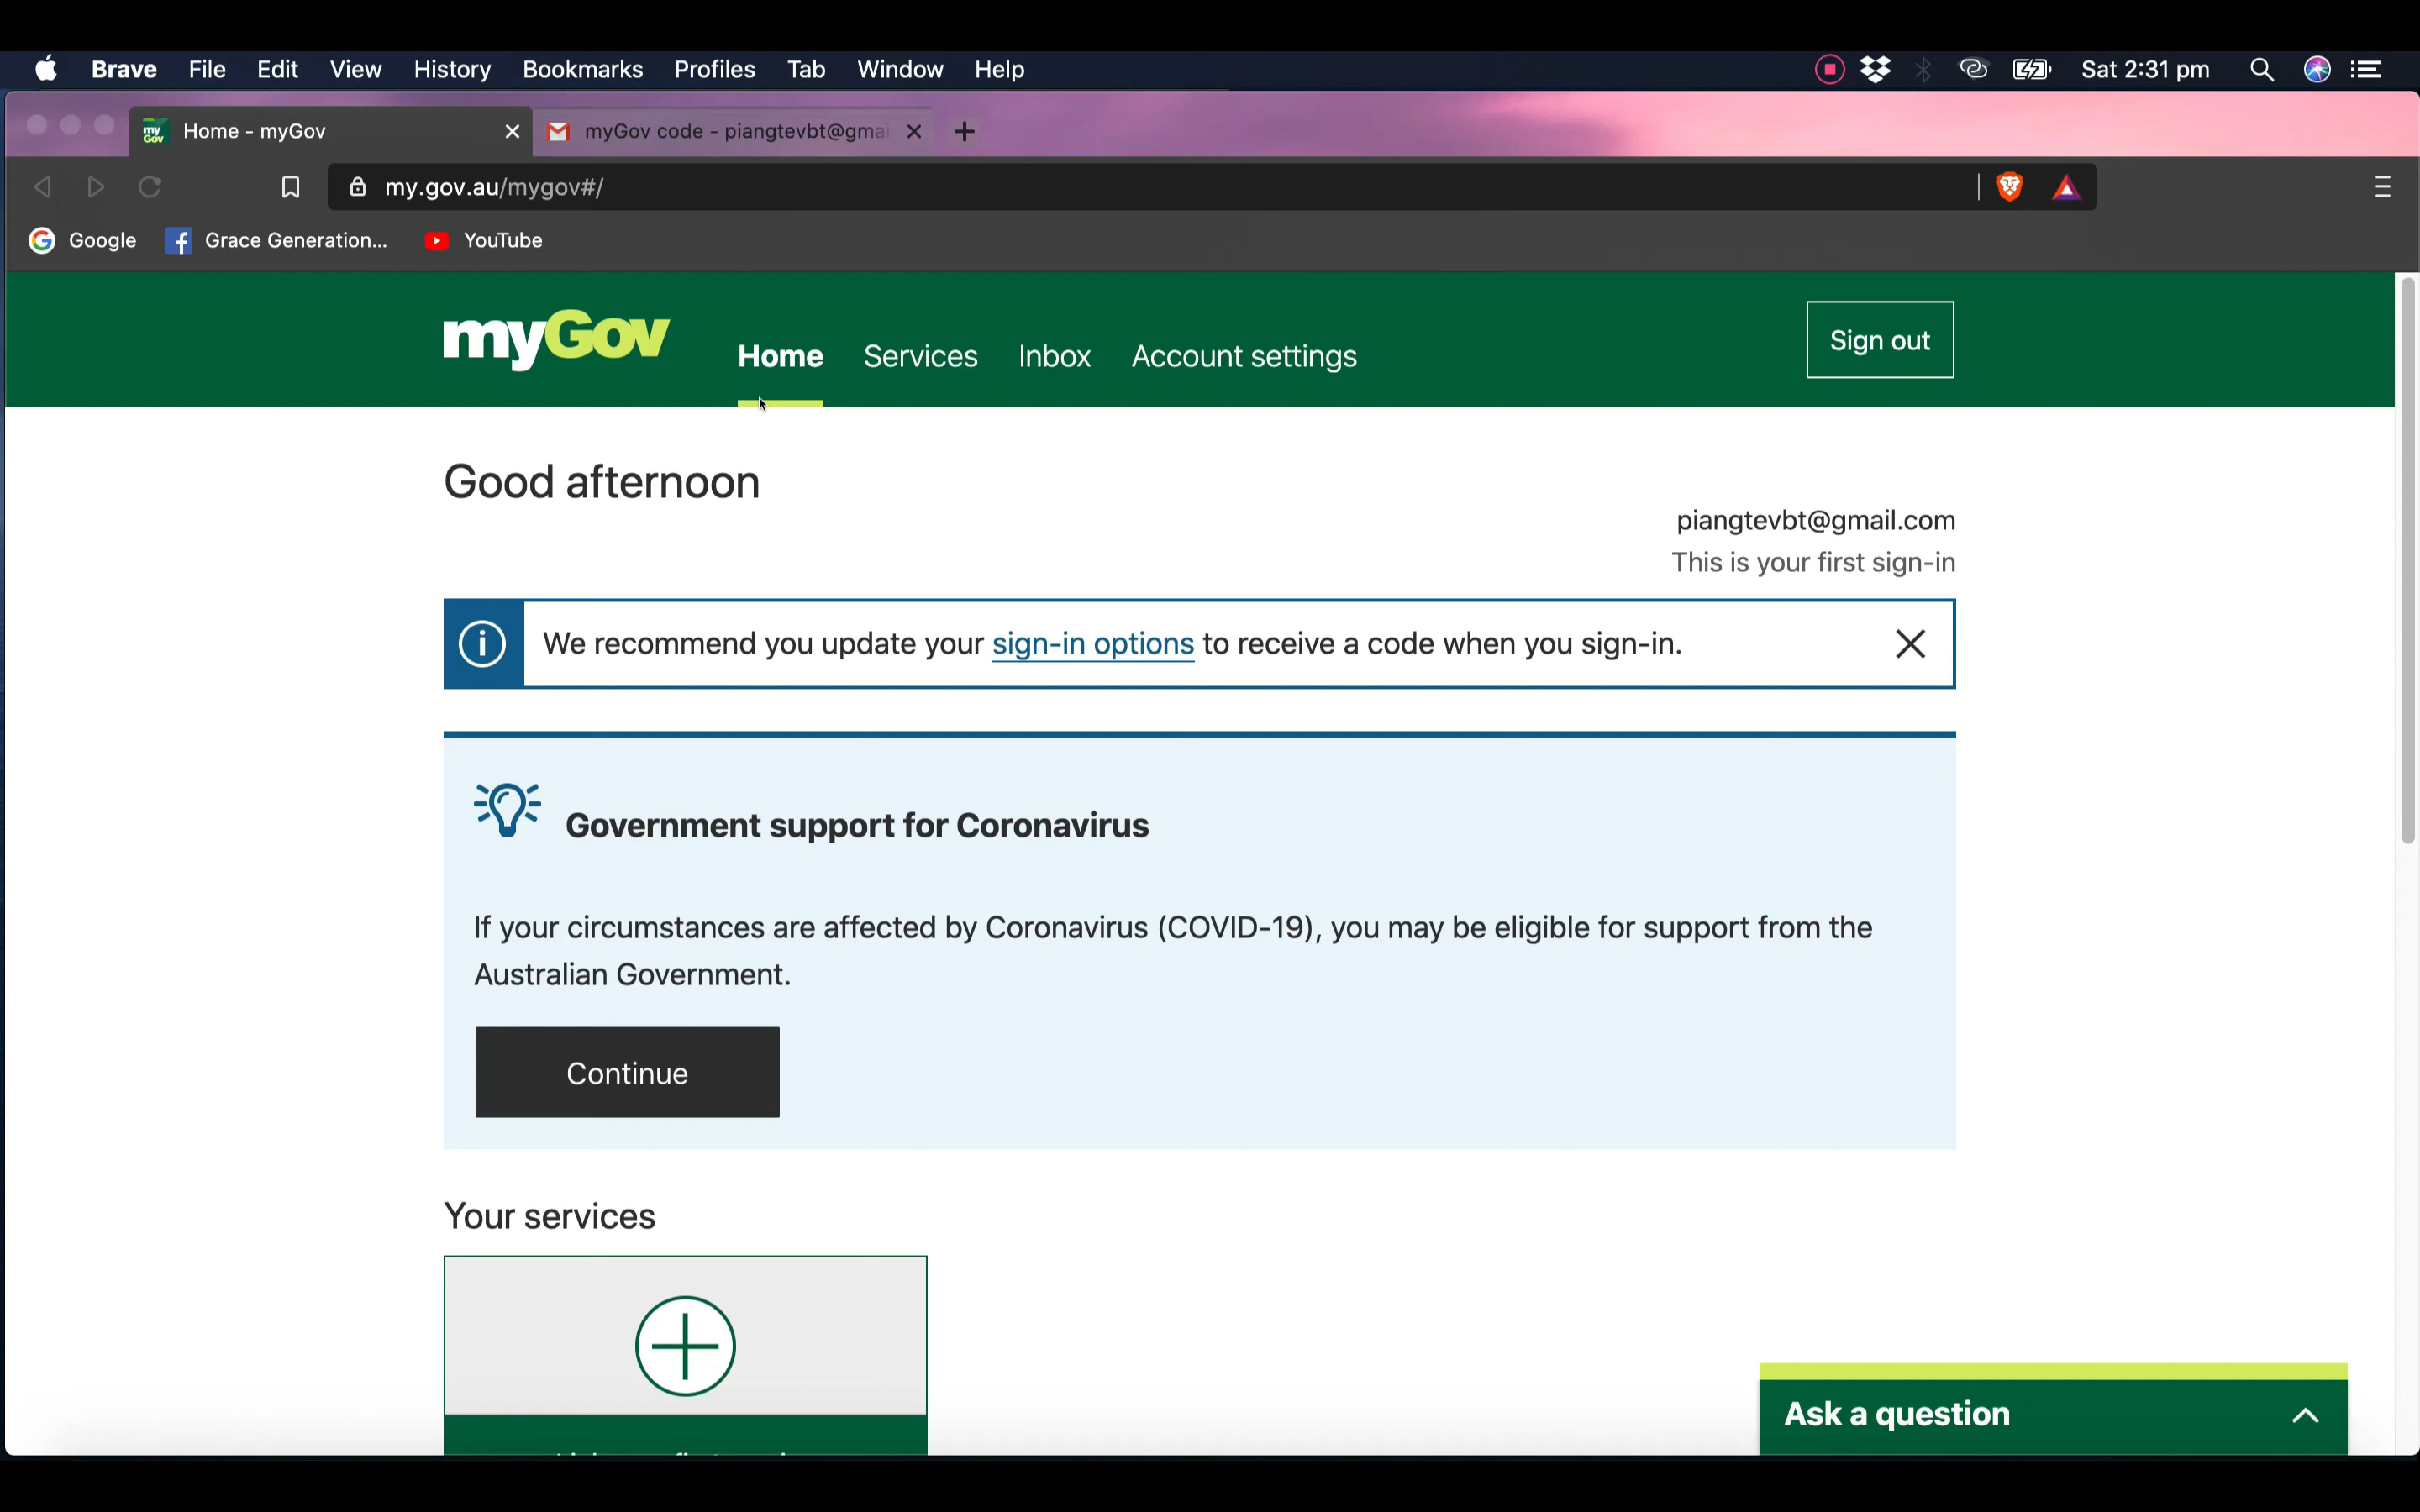 Brave File Edit View History Bookmarks Profiles Tab Window Help Sat 2:31 pm
my Gov Home - myGov myGov code - piangtevbt@gmai
my.gov.au/mygov#/
Google Grace Generation... YouTube
myGov Home Services Inbox Account settings Sign out
Good afternoon
piangtevbt@gmail.com
This is your first sign-in
We recommend you update your sign-in options to receive a code when you sign-in.
Government support for Coronavirus
If your circumstances are affected by Coronavirus (COVID-19), you may be eligible for support from the
Australian Government.
Continue
Your services
Ask a question